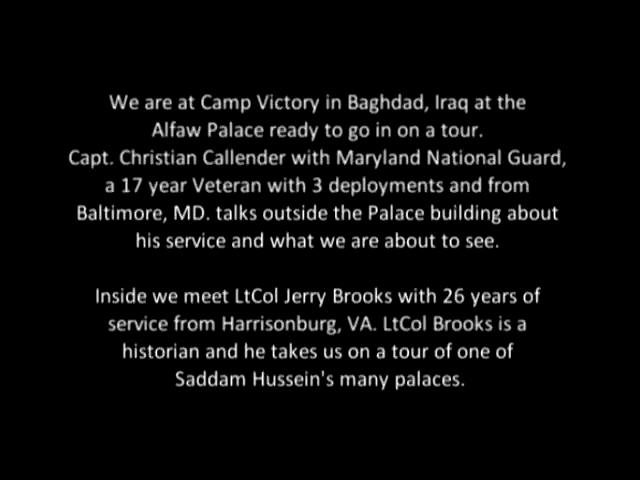 We are at Camp Victory in Baghdad, Iraq at the
Alfaw Palace ready to go in on a tour.
Capt. Christian Callender with Maryland National Guard,
a 17 year Veteran with 3 deployments and from
Baltimore, MD. talks outside the Palace building about
his service and what we are about to see.
Inside we meet LtCol Jerry Brooks with 26 years of
service from Harrisonburg, VA. LtCol Brooks is a
historian and he takes us on a tour of one of
Saddam Hussein's many palaces.